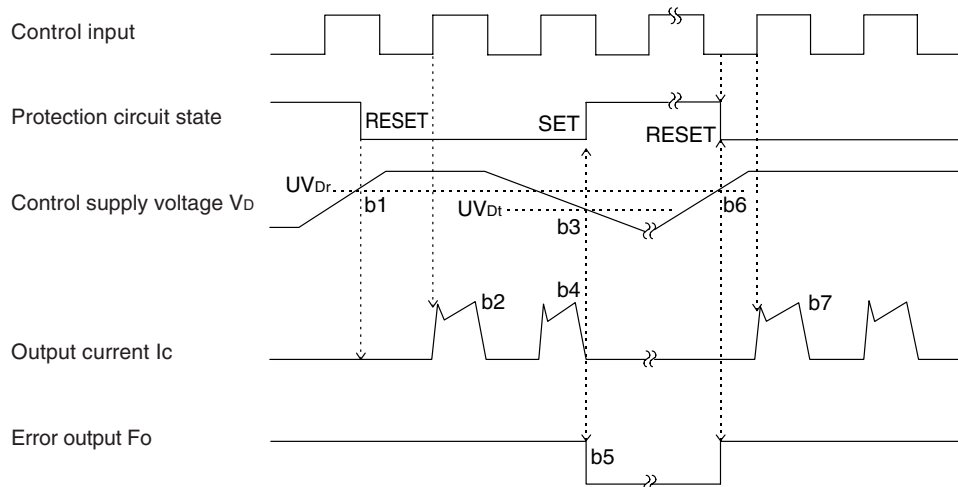 Control input
Protection circuit state
RESET
SET
RESET
Control supply voltage VD
UVDr
b1
UVDt
b3
b6
b2
b4
b7
Output current Ic
Error output Fo
b5